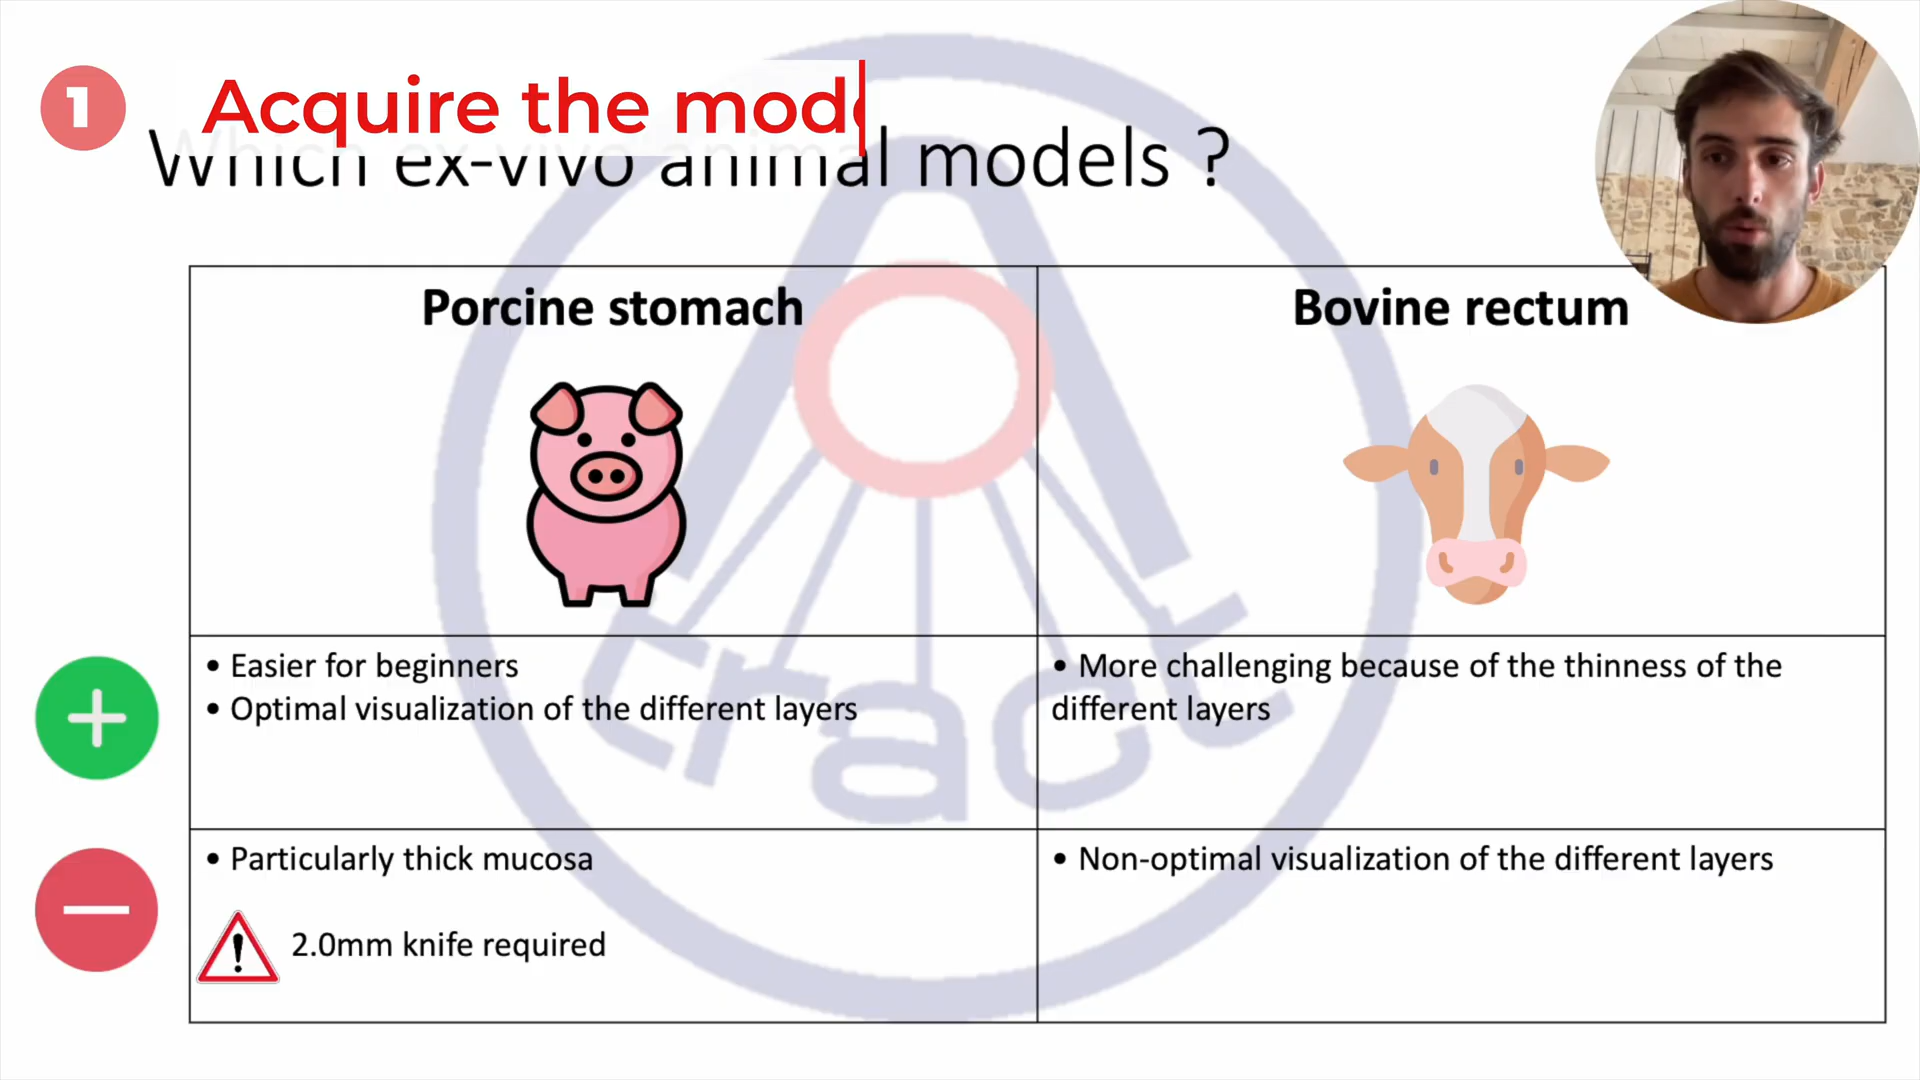 1
Acquire the mod
Which ex-vivo animal models ?
Porcine stomach
Bovine rectum
• Easier for beginners
• Optimal visualization of the different layers
• More challenging because of the thinness of the
different layers
• Particularly thick mucosa
2.0mm knife required
• Non-optimal visualization of the different layers
tract